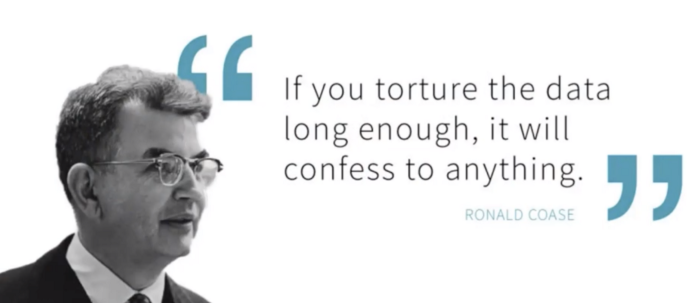 If you torture the data
long enough, it will
confess to anything.
RONALD COASE